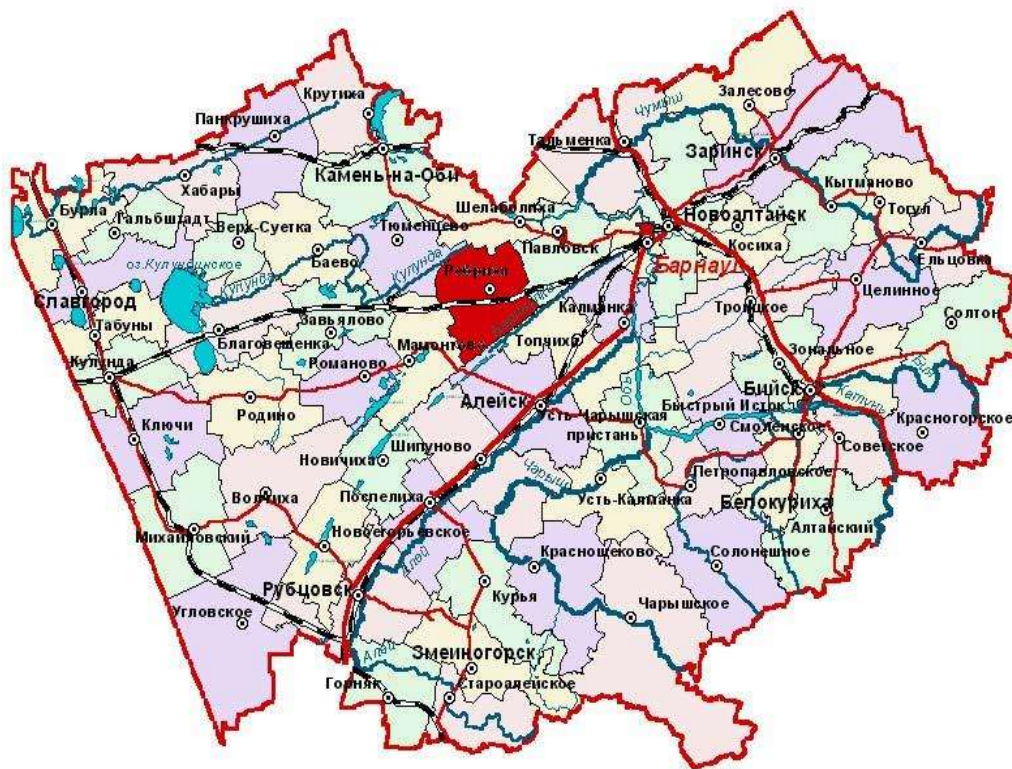 Крутиха
Панкрушиха
Залесово
Чумыш
Тальменка
Заринск
Камень-на-Оби
Хабары
Кытманово
Тогул
Бурла
Гальбштадт
Шелаболиха
Новоалтайск
Верх-Суетка
Тюменцево
Павловск
Косиха
Баево
Кулунда
Ребриха
Барнаул
Ельцовка
оз.Кулундинское
Кулунда
Целинное
Славгород
Калманка
Троицкое
Солтон
Табуны
Завьялово
Благовещенка
Мамонтово
Топчиха
Зональное
Кулунда
Романово
Обь
Бийск
Бия
Катунь
Родино
Алейск
Усть-Чарышская
пристань
Быстрый Исток
Смоленское
Красногорское
Ключи
Советское
Шипуново
Новичиха
Чарыш
Петропавловское
Волчиха
Поспелиха
Усть-Калманка
Белокуриха
Михайловский
Новоегорьевское
Алтайский
Краснощеково
Солонешное
Алей
Рубцовск
Курья
Чарышское
Угловское
Алей
Змеиногорск
Горняк
Староалейское